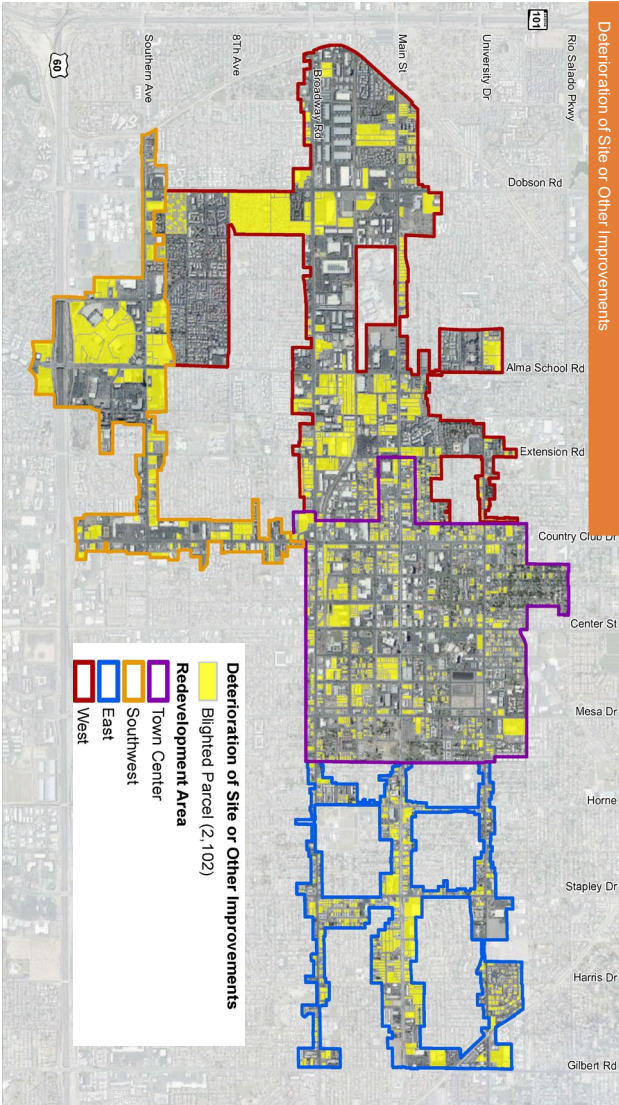 Deterioration of Site or Other Improvements
101
Rio Salado Pkwy
University Dr
Main St
Broadway Rd
8Th Ave
Southern Ave
60
Dobson Rd
Alma School Rd
Extension Rd
Country Club Dr
Center St
Mesa Dr
Horne
Stapley Dr
Harris Dr
Gilbert Rd
Deterioration of Site or Other Improvements
Blighted Parcel (2,102)
Redevelopment Area
Town Center
Southwest
East
West